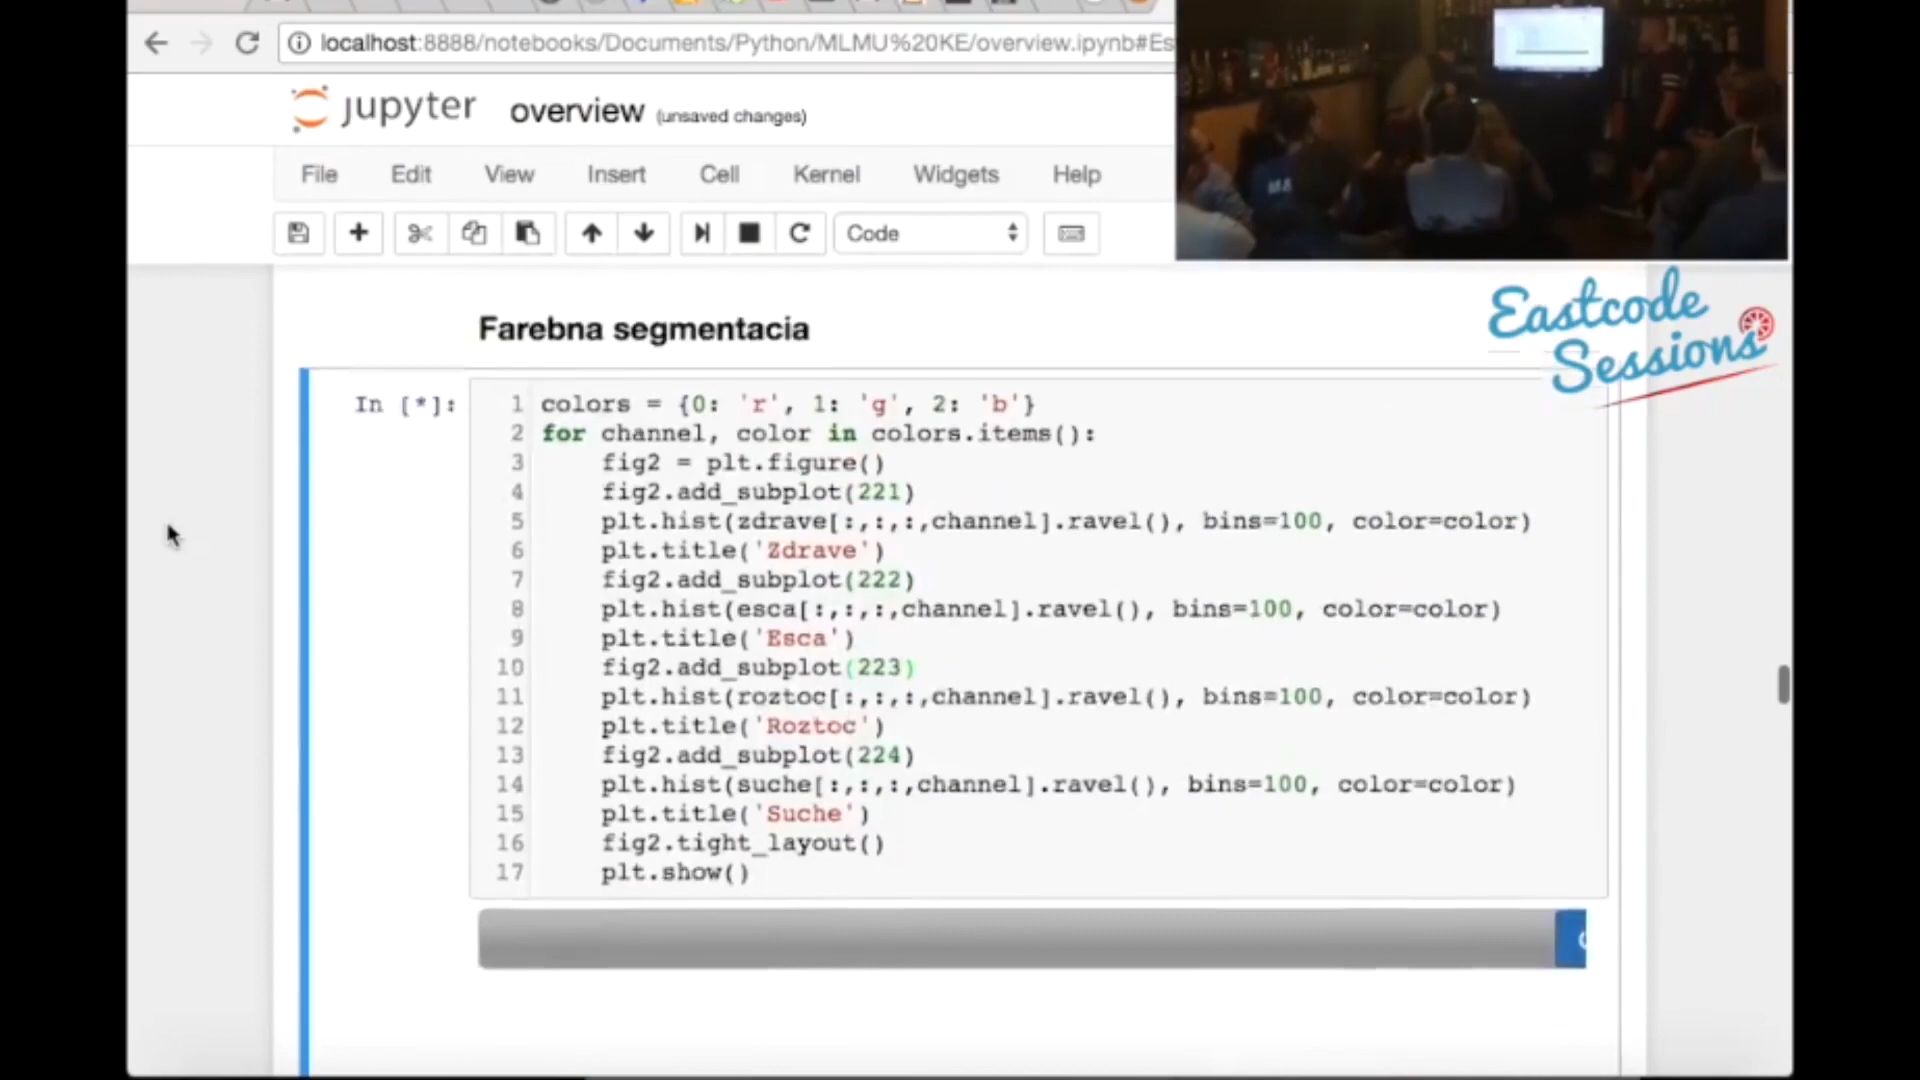 localhost:8888/notebooks/Documents/Python/MLMU%20KE/overview.ipynb#Es
jupyter overview (unsaved changes)
File Edit View Insert Cell Kernel Widgets Help
Code
Eastcode
Sessions
Farebna segmentacia
In [*]:
1 colors = {0: 'r', 1: 'g', 2: 'b'}
2 for channel, color in colors.items():
3 fig2 = plt.figure()
4 fig2.add_subplot(221)
5 plt.hist(zdrave[:,:,:,channel].ravel(), bins=100, color=color)
6 plt.title('Zdrave')
7 fig2.add_subplot(222)
8 plt.hist(esca[:,:,:,channel].ravel(), bins=100, color=color)
9 plt.title('Esca')
10 fig2.add_subplot(223)
11 plt.hist(roztoc[:,:,:,channel].ravel(), bins=100, color=color)
12 plt.title('Roztoc')
13 fig2.add_subplot(224)
14 plt.hist(suche[:,:,:,channel].ravel(), bins=100, color=color)
15 plt.title('Suche')
16 fig2.tight_layout()
17 plt.show()